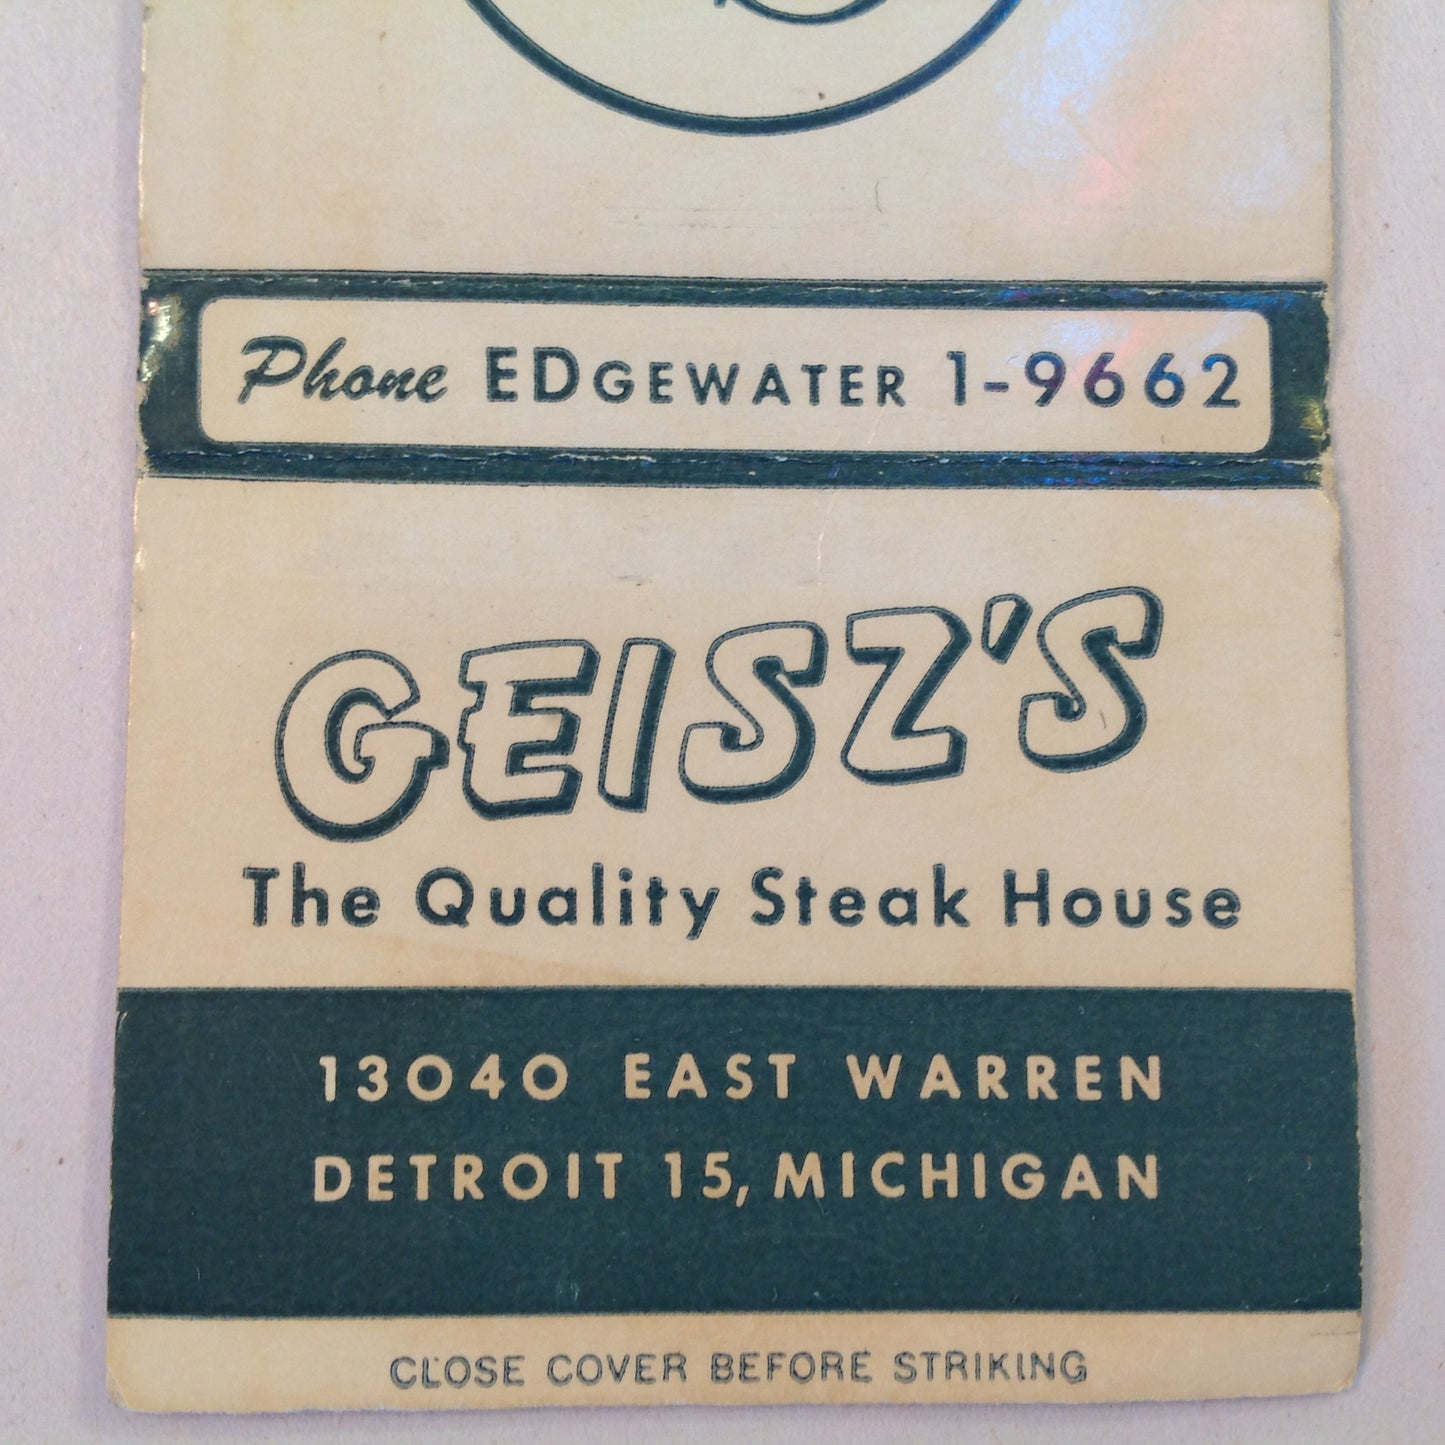 Phone EDGEWATER 1-9662
GEISZ'S
The Quality Steak House
13040 EAST WARREN
DETROIT 15, MICHIGAN
CLOSE COVER BEFORE STRIKING